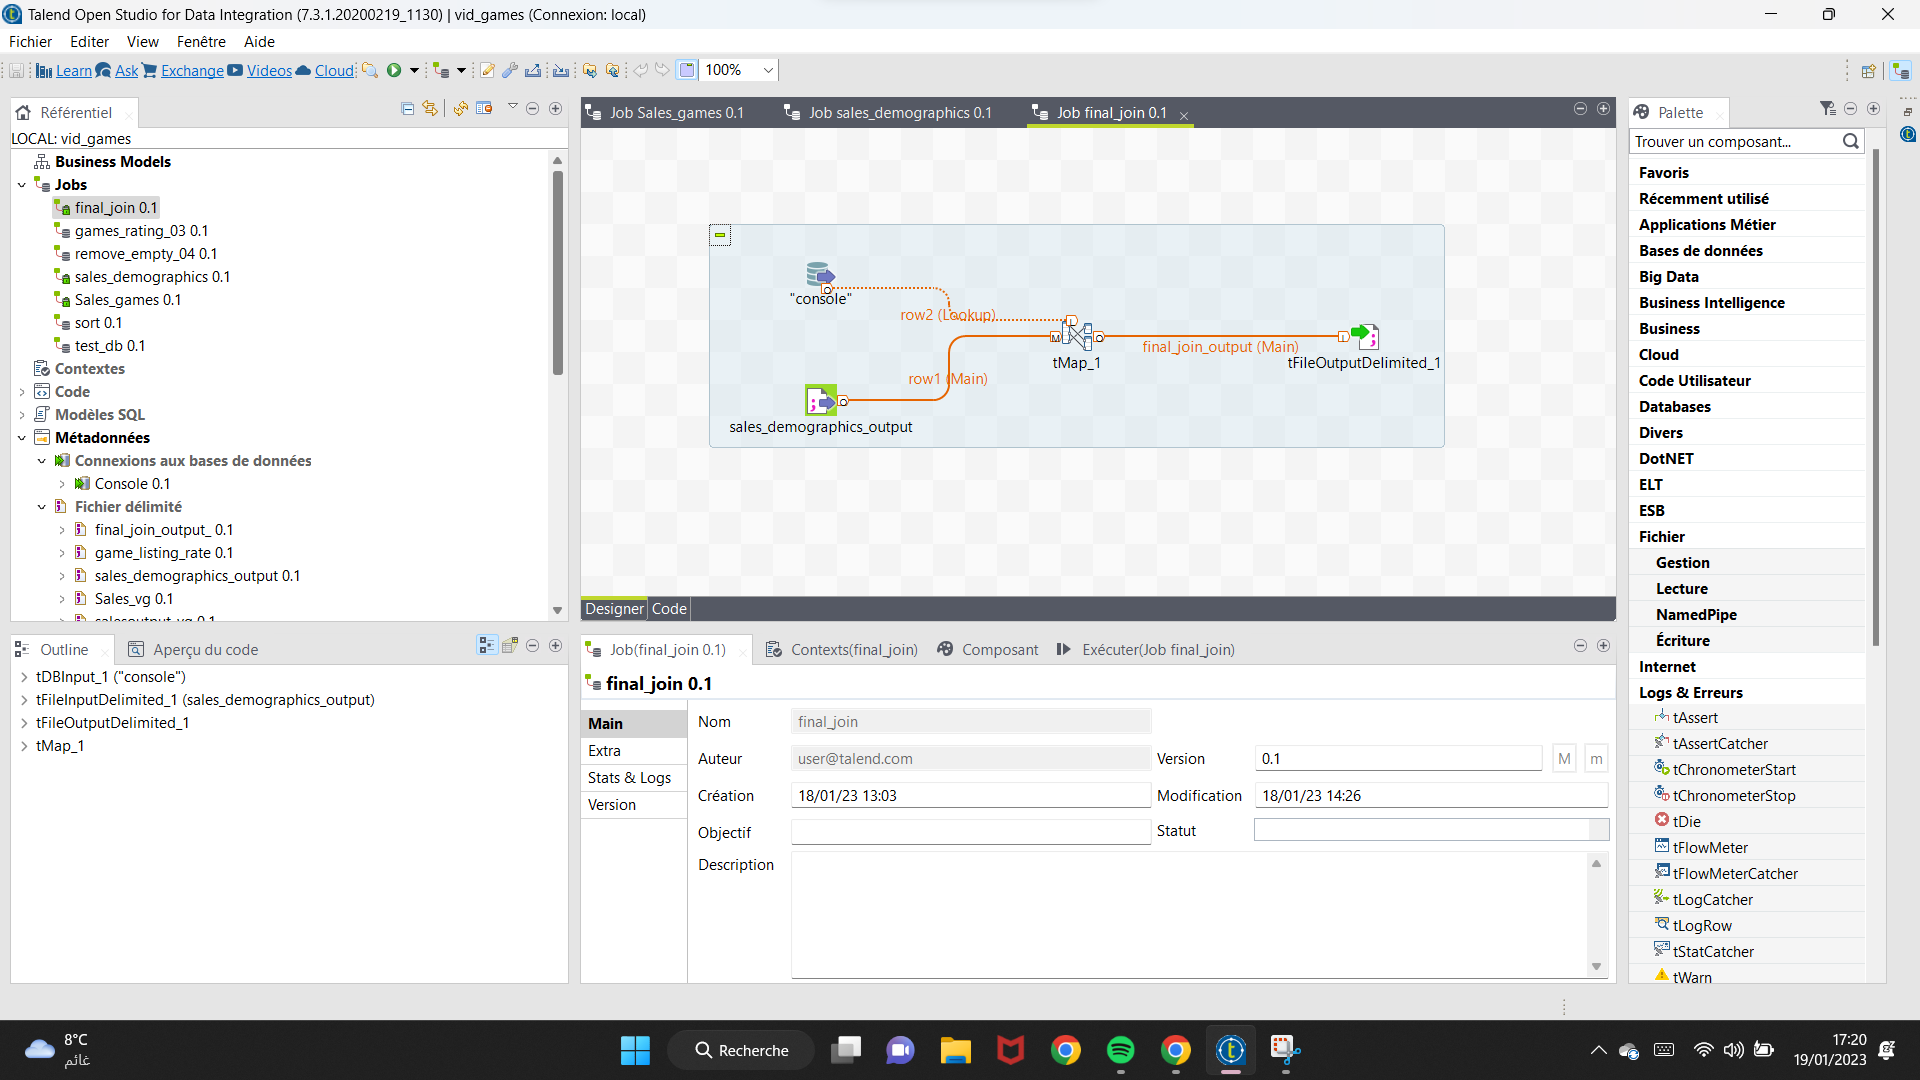 Talend Open Studio for Data Integration (7.3.1.20200219_1130) | vid_games (Connexion: local)
Fichier Editer View Fenêtre Aide
Learn Ask Exchange Videos Cloud 100%
Référentiel
LOCAL: vid_games
Business Models
Jobs
final_join 0.1
games_rating_03 0.1
remove_empty_04 0.1
sales_demographics 0.1
Sales_games 0.1
sort 0.1
test_db 0.1
Contextes
Code
Modèles SQL
Métadonnées
Connexions aux bases de données
Console 0.1
Fichier délimité
final_join_output_ 0.1
game_listing_rate 0.1
sales_demographics_output 0.1
Sales_vg 0.1
salesoutput_vg 0.1
Job Sales_games 0.1
Job sales_demographics 0.1
Job final_join 0.1
"console"
row2 (Lookup)
row1 (Main)
sales_demographics_output
tMap_1
final_join_output (Main)
tFileOutputDelimited_1
Designer Code
Palette
Trouver un composant...
Favoris
Récemment utilisé
Applications Métier
Bases de données
Big Data
Business Intelligence
Business
Cloud
Code Utilisateur
Databases
Divers
DotNET
ELT
ESB
Fichier
Gestion
Lecture
NamedPipe
Écriture
Internet
Logs & Erreurs
tAssert
tAssertCatcher
tChronometerStart
tChronometerStop
tDie
tFlowMeter
tFlowMeterCatcher
tLogCatcher
tLogRow
tStatCatcher
tWarn
Outline
Aperçu du code
tDBInput_1 ("console")
tFileInputDelimited_1 (sales_demographics_output)
tFileOutputDelimited_1
tMap_1
Job(final_join 0.1)
Contexts(final_join)
Composant
Exécuter(Job final_join)
final_join 0.1
Main
Extra
Stats & Logs
Version
Nom final_join
Auteur user@talend.com Version 0.1 M m
Création 18/01/23 13:03 Modification 18/01/23 14:26
Objectif Statut
Description
8°C
غائم
Recherche
17:20
19/01/2023